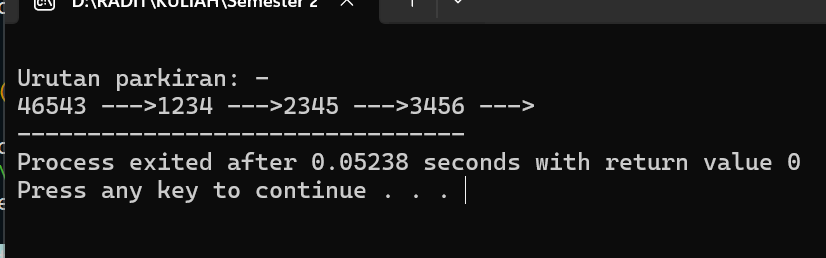 D:\RADIT\KULIAH\Semester 2
Urutan parkiran: -
46543 --->1234 --->2345 --->3456 --->
--------------------------------
Process exited after 0.05238 seconds with return value 0
Press any key to continue . . .